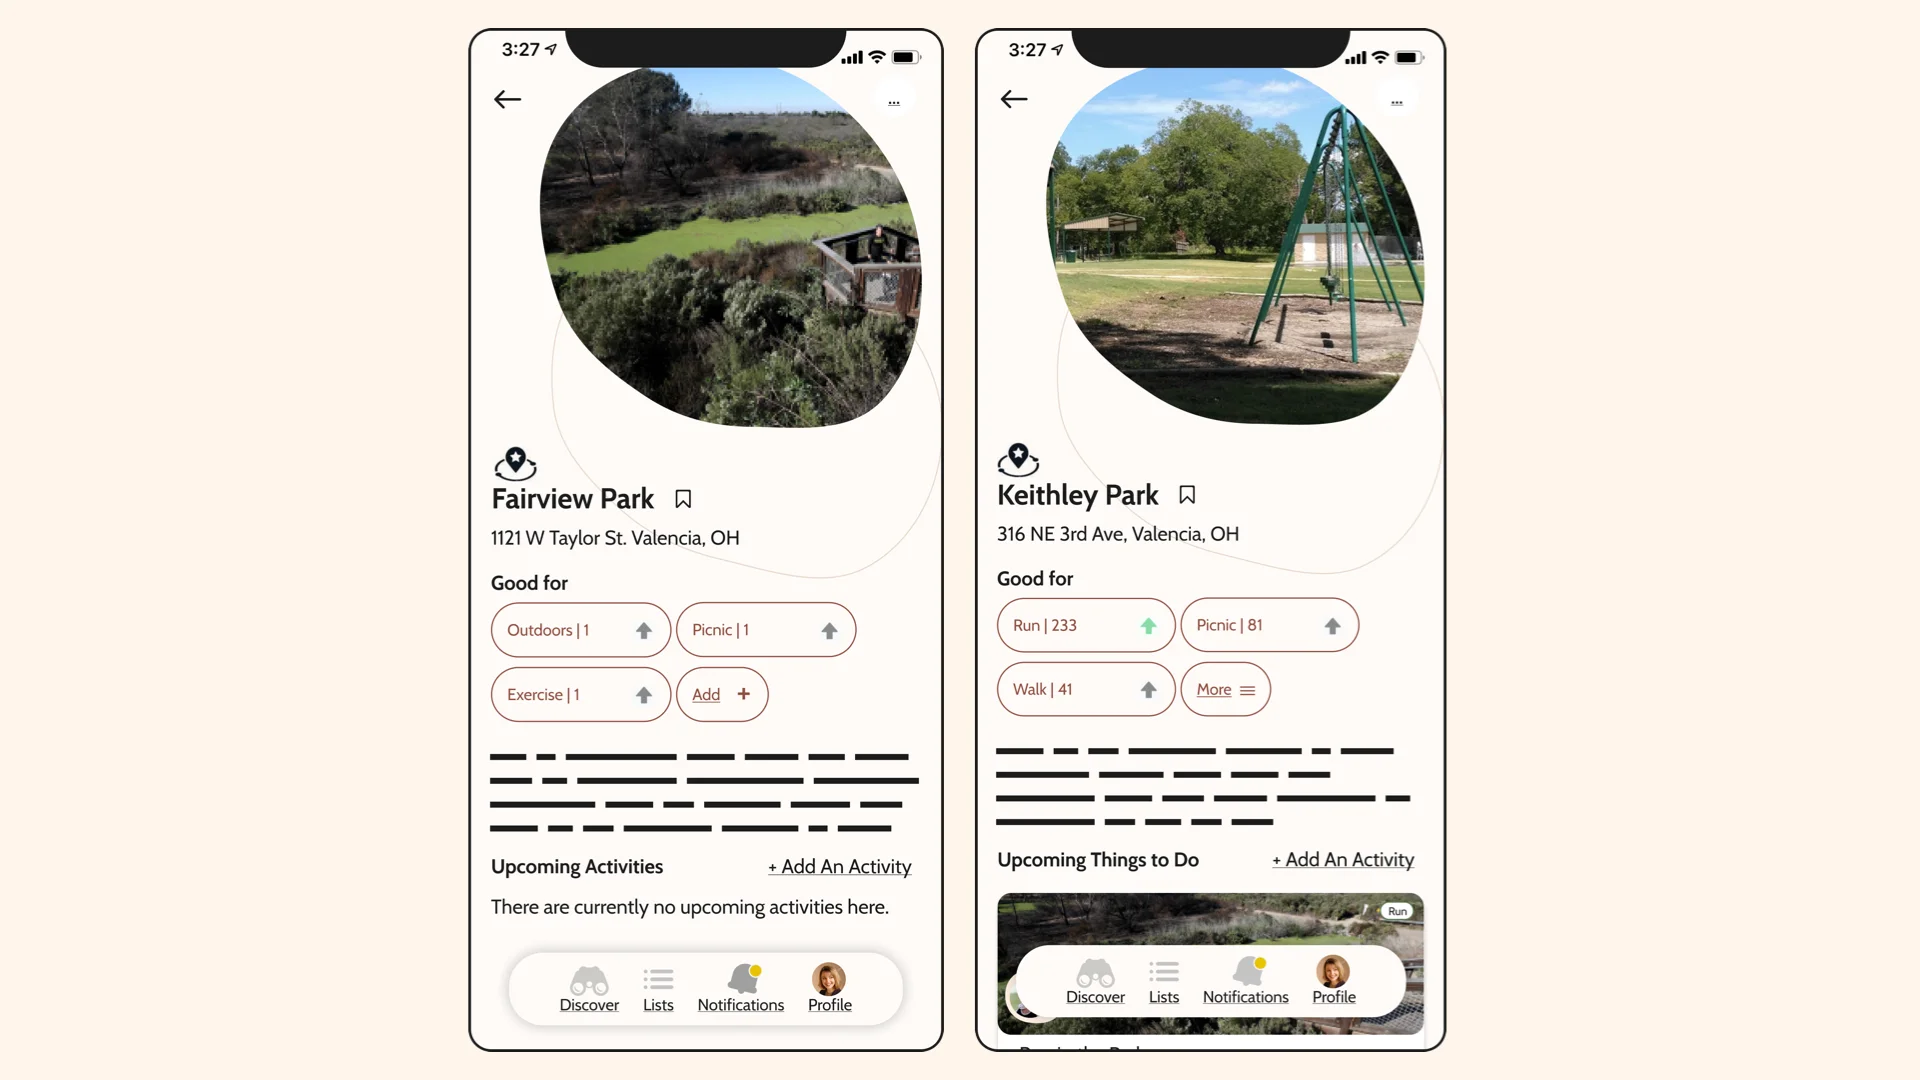 3:27
...
Fairview Park
1121 W Taylor St. Valencia, OH
Good for
Outdoors | 1
Picnic | 1
Exercise | 1
Add +
Upcoming Activities
+ Add An Activity
There are currently no upcoming activities here.
Discover
Lists
Notifications
Profile
3:27
...
Keithley Park
316 NE 3rd Ave, Valencia, OH
Good for
Run | 233
Picnic | 81
Walk | 41
More
Upcoming Things to Do
+ Add An Activity
Run
Discover
Lists
Notifications
Profile